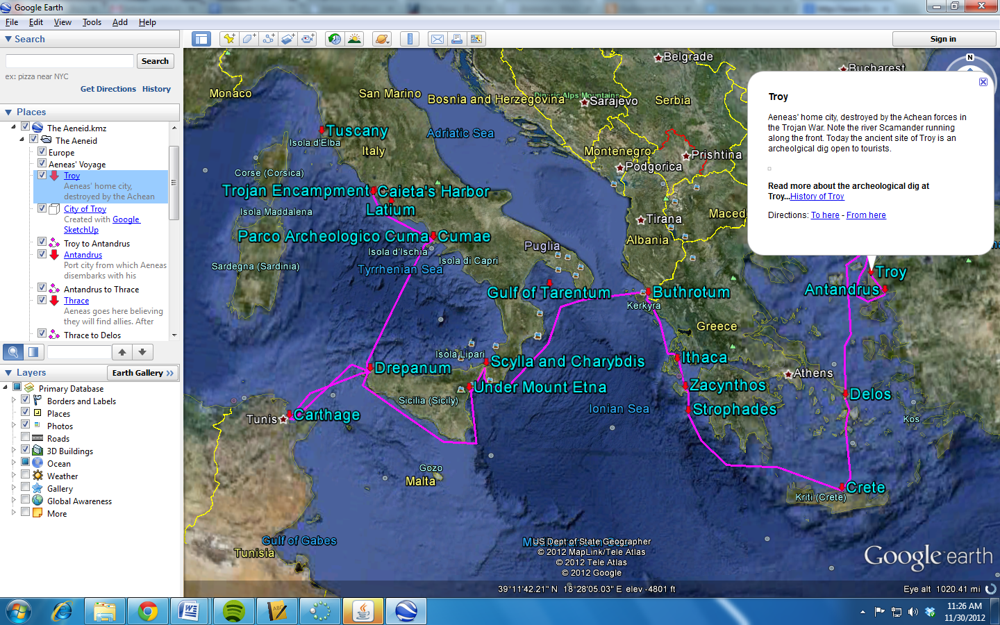 Google Earth
File Edit View Tools Add Help
Search
Search
ex: pizza near NYC
Get Directions History
Places
The Aeneid.kmz
The Aeneid
Europe
Aeneas' Voyage
Troy
Aeneas' home city,
destroyed by the Achean
City of Troy
Created with Google
SketchUp
Troy to Antandrus
Antandrus
Port city from which Aeneas
disembarks with his
Antandrus to Thrace
Thrace
Aeneas goes here believing
they will find allies. After
Thrace to Delos
Layers
Earth Gallery »
Primary Database
Borders and Labels
Places
Photos
Roads
3D Buildings
Ocean
Weather
Gallery
Global Awareness
More
Sign in
N
Belgrade
Bucharest
Monaco
San Marino
Bosnia and Herzegovina
Dinaric Alps Mountains
Sarajevo
Serbia
Tuscany
Isola d'Elba
Adriatic Sea
Italy
Montenegro
Prishtina
Podgorica
Corse (Corsica)
Trojan Encampment
Caieta's Harbor
Latium
Isola Maddalena
Tirana
Albania
Parco Archeologico Cuma
Cumae
Isola d'Ischia
Isola di Capri
Puglia
Sardegna (Sardinia)
Tyrrhenian Sea
Gulf of Tarentum
Buthrotum
Kerkyra
Troy
Antandrus
Greece
Isola Lipari
Ithaca
Drepanum
Scylla and Charybdis
Athens
Under Mount Etna
Zacynthos
Sicilia (Sicily)
Ionian Sea
Strophades
Delos
Kos
Tunis
Carthage
Gozo
Malta
Crete
Kriti (Crete)
Gulf of Gabes
Tunisia
Troy
Aeneas' home city, destroyed by the Achean forces in
the Trojan War. Note the river Scamander running
along the front. Today the ancient site of Troy is an
archeolgical dig open to tourists.
Read more about the archeological dig at
Troy...History of Troy
Directions: To here - From here
US Dept of State Geographer
© 2012 MapLink/Tele Atlas
© 2012 Tele Atlas
© 2012 Google
Google earth
39°11'42.21" N 18°28'05.03" E elev -4801 ft
Eye alt 1020.41 mi
11:26 AM
11/30/2012